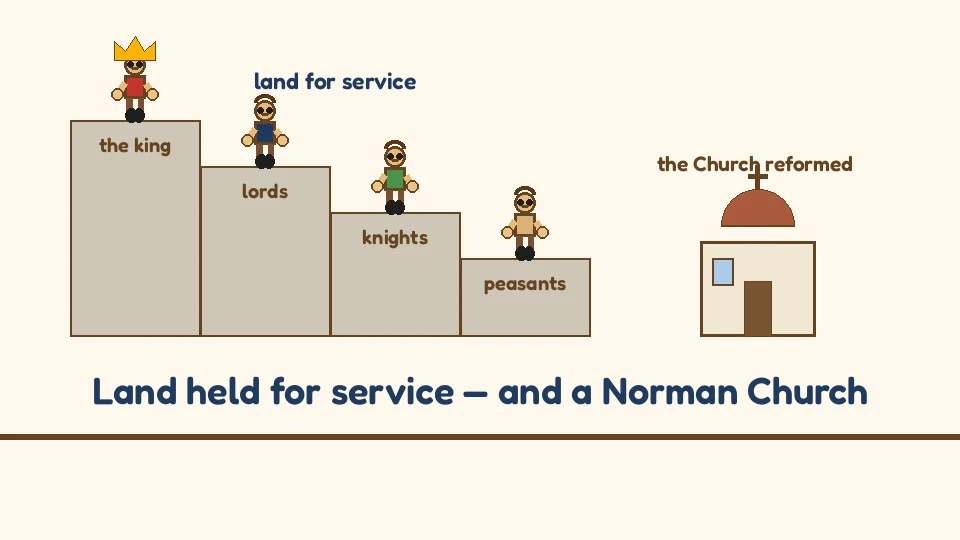 land for service
the king
the Church reformed
lords
knights
peasants
Land held for service — and a Norman Church